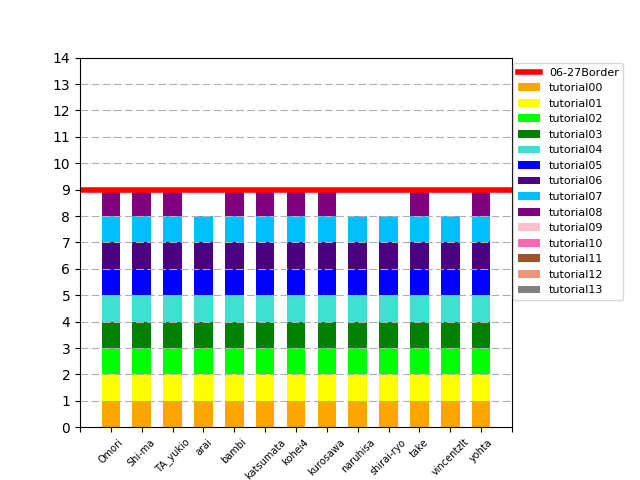 14
13
12
11
10
9
8
7
6
5
4
3
2
1
0
Omori
Shi-ma
TA_yukio
arai
bambi
katsumata
kohei4
kurosawa
naruhisa
shirai-ryo
take
vincentzlt
yohta
06-27Border
tutorial00
tutorial01
tutorial02
tutorial03
tutorial04
tutorial05
tutorial06
tutorial07
tutorial08
tutorial09
tutorial10
tutorial11
tutorial12
tutorial13